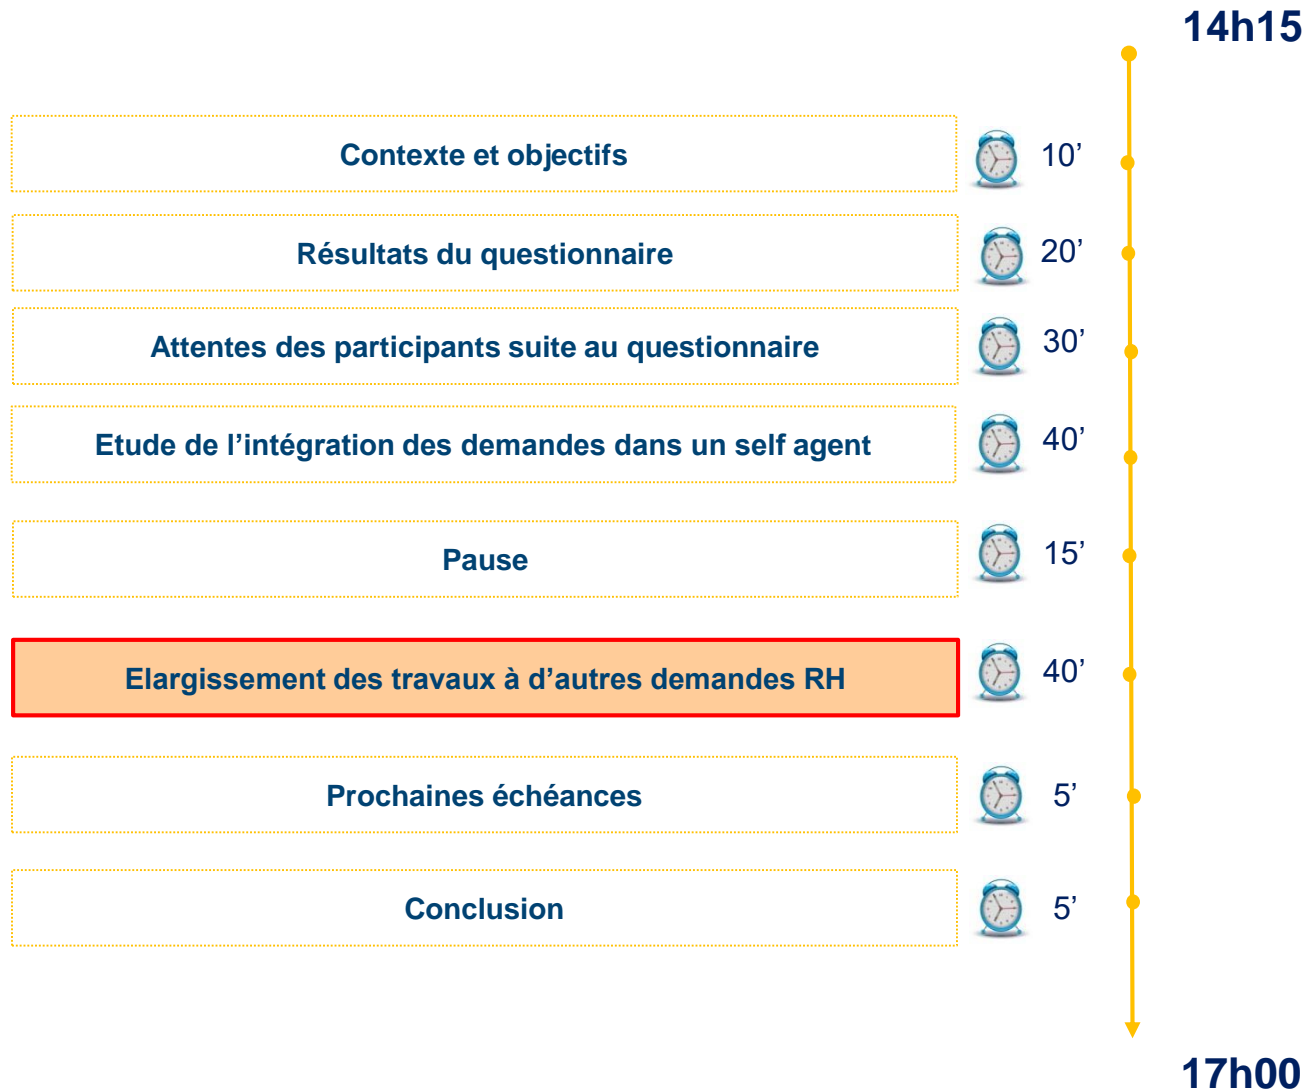 14h15
Contexte et objectifs
10’
Résultats du questionnaire
20’
Attentes des participants suite au questionnaire
30’
Etude de l’intégration des demandes dans un self agent
40’
Pause
15’
Elargissement des travaux à d’autres demandes RH
40’
Prochaines échéances
5’
Conclusion
5’
17h00